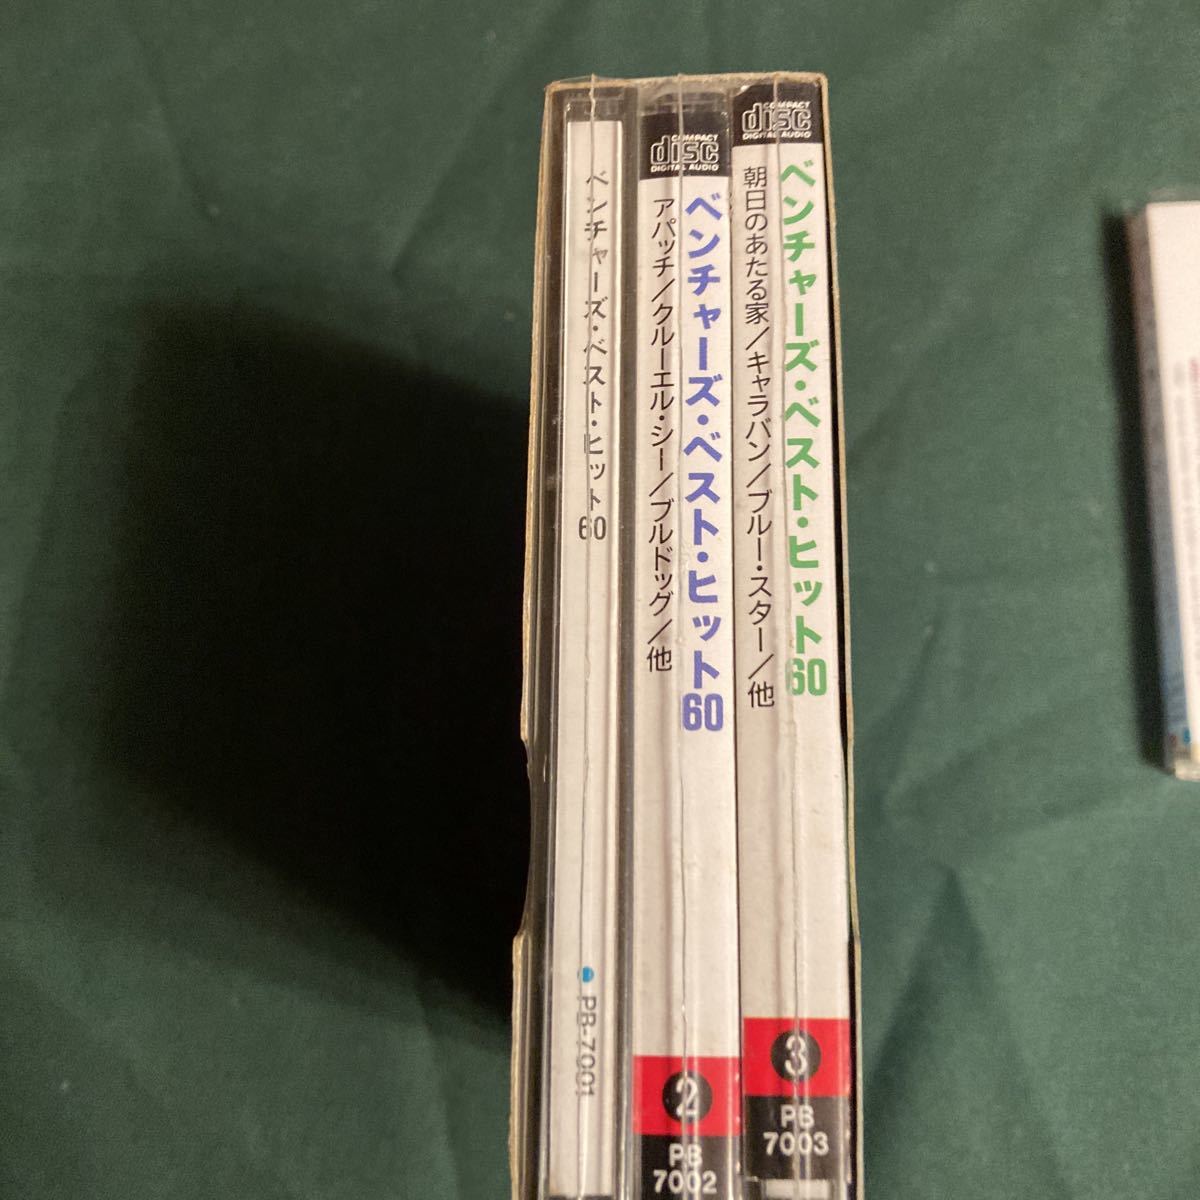 ベンチャーズ・ベスト・ヒット60
PB-7001
COMPACT
disc
DIGITAL AUDIO
ベンチャーズ・ベスト・ヒット60
アパッチ/クルーエル・シー/ブルドッグ/他
2
PB
7002
COMPACT
disc
DIGITAL AUDIO
ベンチャーズ・ベスト・ヒット60
朝日のあたる家/キャラバン/ブルー・スター/他
3
PB
7003